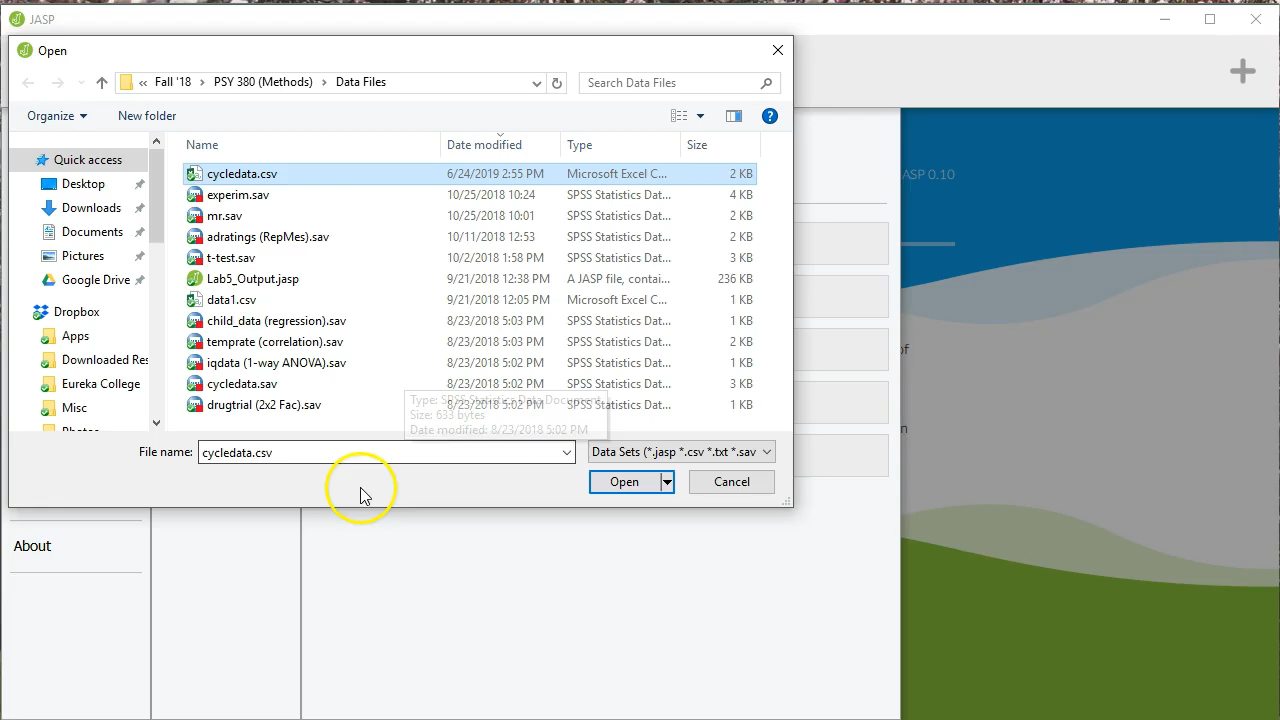 JASP
Open
« Fall '18 > PSY 380 (Methods) > Data Files
Search Data Files
Organize
New folder
?
Name Date modified Type Size
Quick access
Desktop
Downloads
Documents
Pictures
Google Drive
Dropbox
Apps
Downloaded Res
Eureka College
Misc
cycledata.csv 6/24/2019 2:55 PM Microsoft Excel C... 2 KB
experim.sav 10/25/2018 10:24 SPSS Statistics Dat... 4 KB
mr.sav 10/25/2018 10:01 SPSS Statistics Dat... 2 KB
adratings (RepMes).sav 10/11/2018 12:53 SPSS Statistics Dat... 2 KB
t-test.sav 10/2/2018 1:58 PM SPSS Statistics Dat... 3 KB
Lab5_Output.jasp 9/21/2018 12:38 PM A JASP file, contai... 236 KB
data1.csv 9/21/2018 12:05 PM Microsoft Excel C... 1 KB
child_data (regression).sav 8/23/2018 5:03 PM SPSS Statistics Dat... 1 KB
temprate (correlation).sav 8/23/2018 5:03 PM SPSS Statistics Dat... 2 KB
iqdata (1-way ANOVA).sav 8/23/2018 5:02 PM SPSS Statistics Dat... 1 KB
cycledata.sav 8/23/2018 5:02 PM SPSS Statistics Dat... 3 KB
drugtrial (2x2 Fac).sav 8/23/2018 5:02 PM SPSS Statistics Dat... 1 KB
Type: SPSS Statistics Data Document
Size: 633 bytes
Date modified: 8/23/2018 5:02 PM
File name: cycledata.csv
Data Sets (*.jasp *.csv *.txt *.sav
Open
Cancel
About
ASP 0.10
of
n